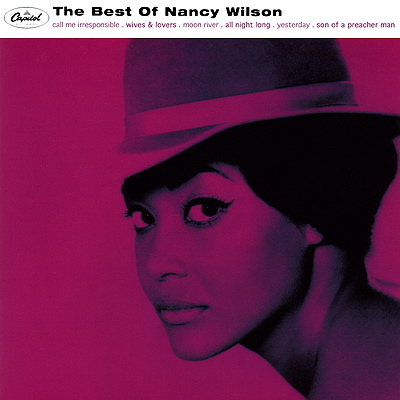 Capitol
The Best Of Nancy Wilson
call me irresponsible . wives & lovers . moon river . all night long . yesterday . son of a preacher man